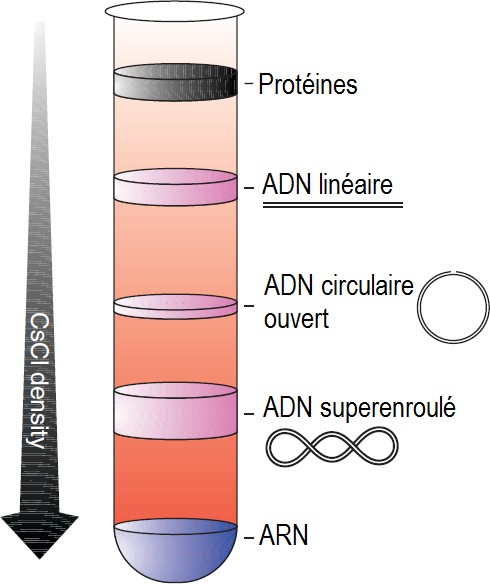 Protéines
ADN linéaire
ADN circulaire
ouvert
CsCl density
ADN superenroulé
ARN